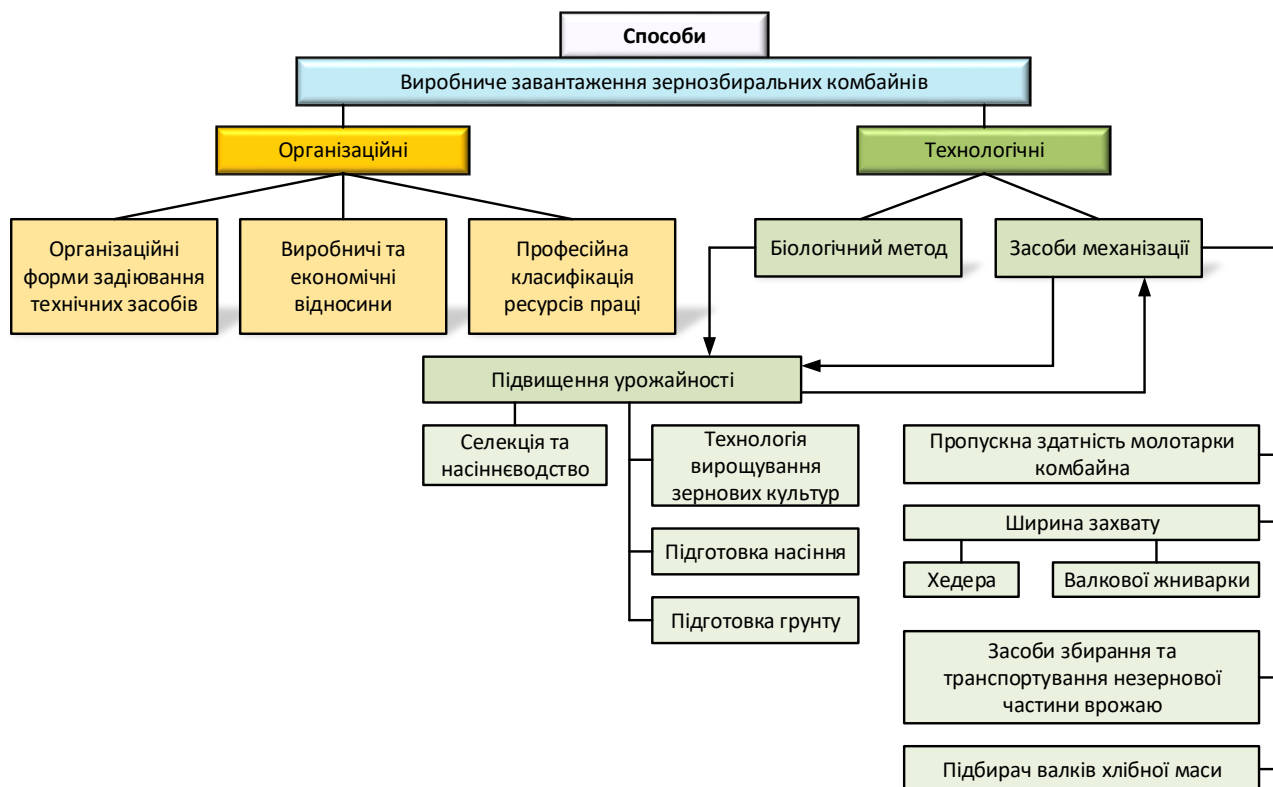 Способи
Виробниче завантаження зернозбиральних комбайнів
Організаційні
Технологічні
Організаційні
форми задіювання
технічних засобів
Виробничі та
економічні
відносини
Професійна
класифікація
ресурсів праці
Біологічний метод
Засоби механізації
Підвищення урожайності
Селекція та
насіннєводство
Технологія
вирощування
зернових культур
Підготовка насіння
Підготовка грунту
Пропускна здатність молотарки
комбайна
Ширина захвату
Хедера
Валкової жниварки
Засоби збирання та
транспортування незернової
частини врожаю
Підбирач валків хлібної маси